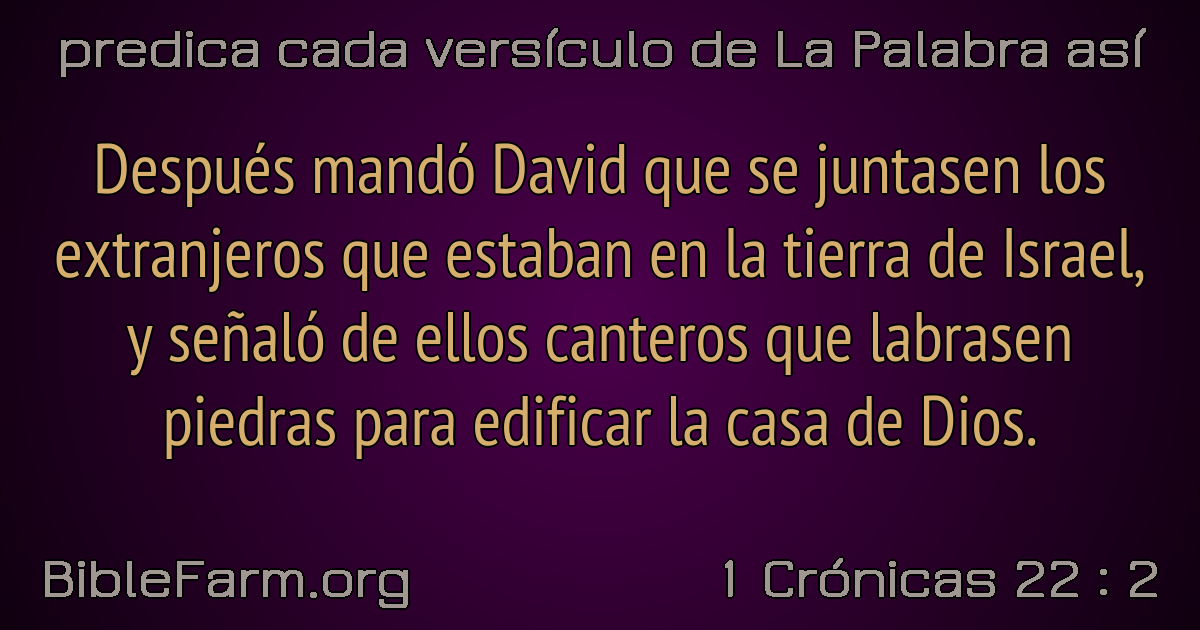 predica cada versículo de La Palabra así
Después mandó David que se juntasen los
extranjeros que estaban en la tierra de Israel,
y señaló de ellos canteros que labrasen
piedras para edificar la casa de Dios.
BibleFarm.org
1 Crónicas 22 : 2